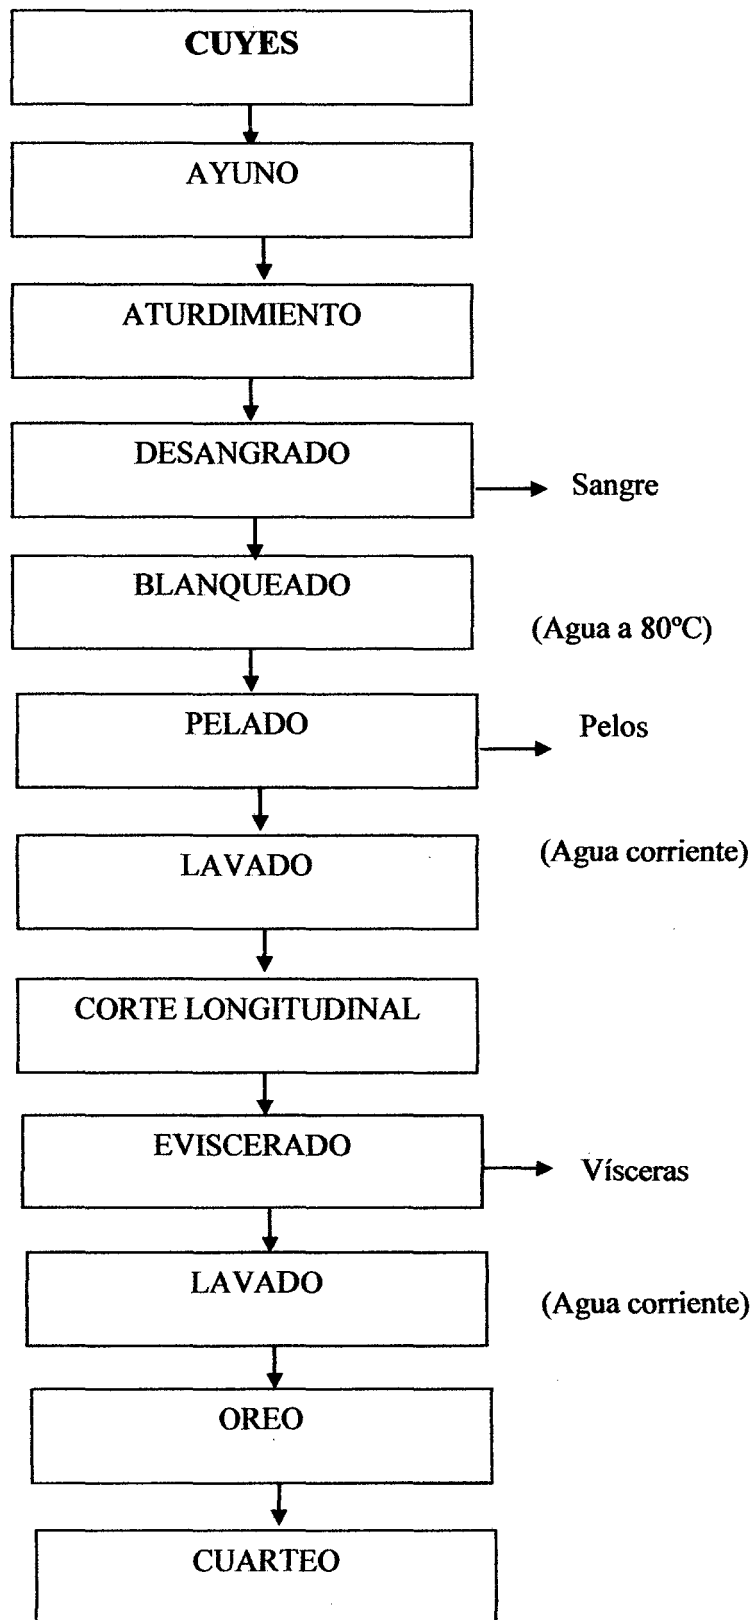 CUYES
AYUNO
ATURDIMIENTO
DESANGRADO
Sangre
BLANQUEADO
(Agua a 80ºC)
PELADO
Pelos
LAVADO
(Agua corriente)
CORTE LONGITUDINAL
EVISCERADO
Vísceras
LAVADO
(Agua corriente)
OREO
CUARTEO